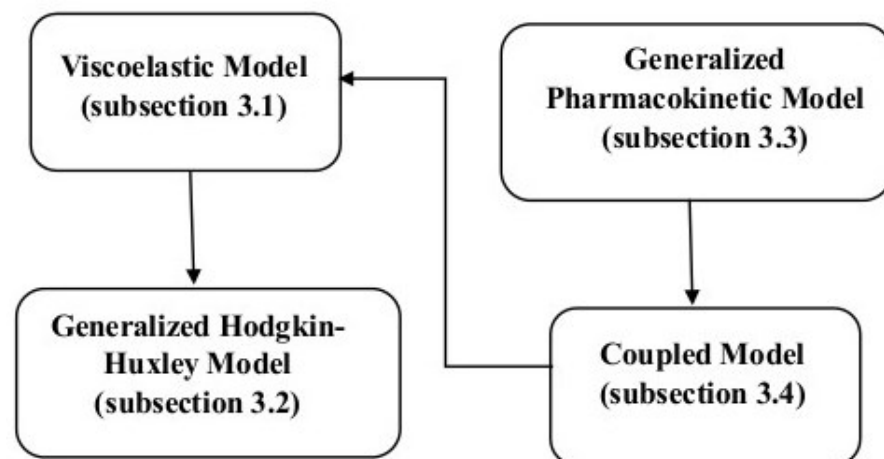 Viscoelastic Model
(subsection 3.1)
Generalized
Pharmacokinetic Model
(subsection 3.3)
Generalized Hodgkin-
Huxley Model
(subsection 3.2)
Coupled Model
(subsection 3.4)